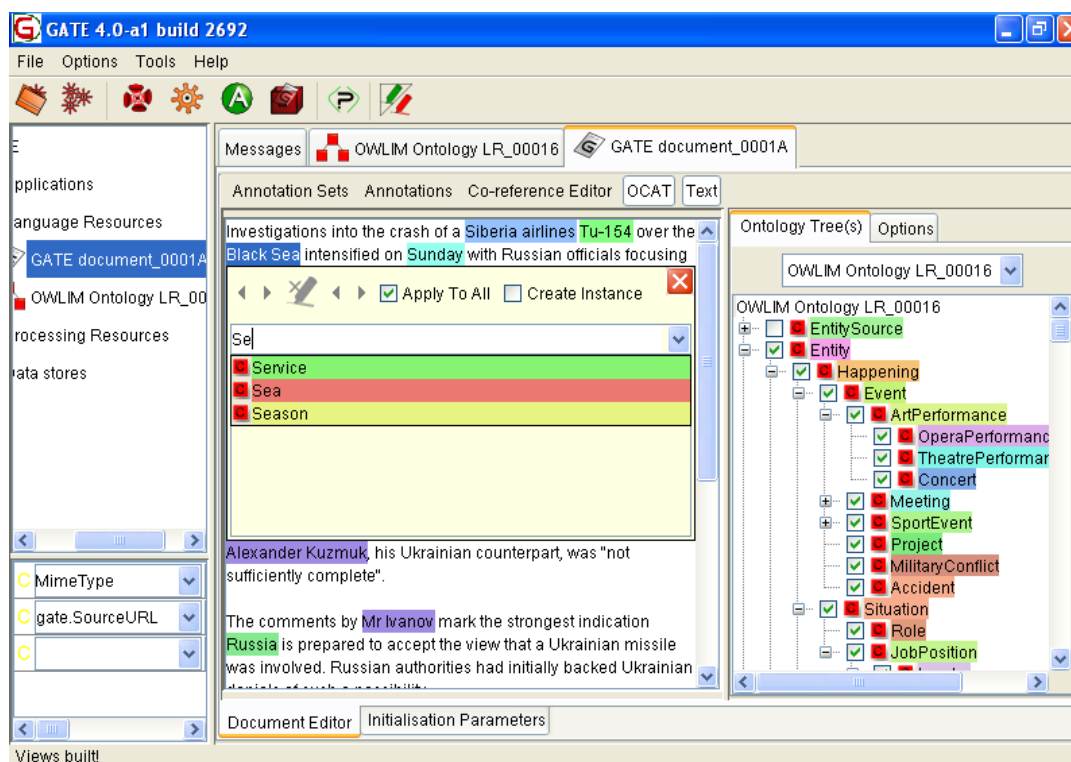 GATE 4.0-a1 build 2692
File Options Tools Help
Messages OWLIM Ontology LR_00016 GATE document_0001A
E
pplications
anguage Resources
GATE document_0001A
OWLIM Ontology LR_00
rocessing Resources
ata stores
MimeType
gate.SourceURL
Annotation Sets Annotations Co-reference Editor OCAT Text
Investigations into the crash of a Siberia airlines Tu-154 over the
Black Sea intensified on Sunday with Russian officials focusing
Apply To All Create Instance
Se
Service
Sea
Season
Alexander Kuzmuk, his Ukrainian counterpart, was "not
sufficiently complete".
The comments by Mr Ivanov mark the strongest indication
Russia is prepared to accept the view that a Ukrainian missile
was involved. Russian authorities had initially backed Ukrainian
Ontology Tree(s) Options
OWLIM Ontology LR_00016
OWLIM Ontology LR_00016
C EntitySource
C Entity
C Happening
C Event
C ArtPerformance
C OperaPerformanc
C TheatrePerformar
C Concert
C Meeting
C SportEvent
C Project
C MilitaryConflict
C Accident
C Situation
C Role
C JobPosition
Document Editor Initialisation Parameters
Views built!